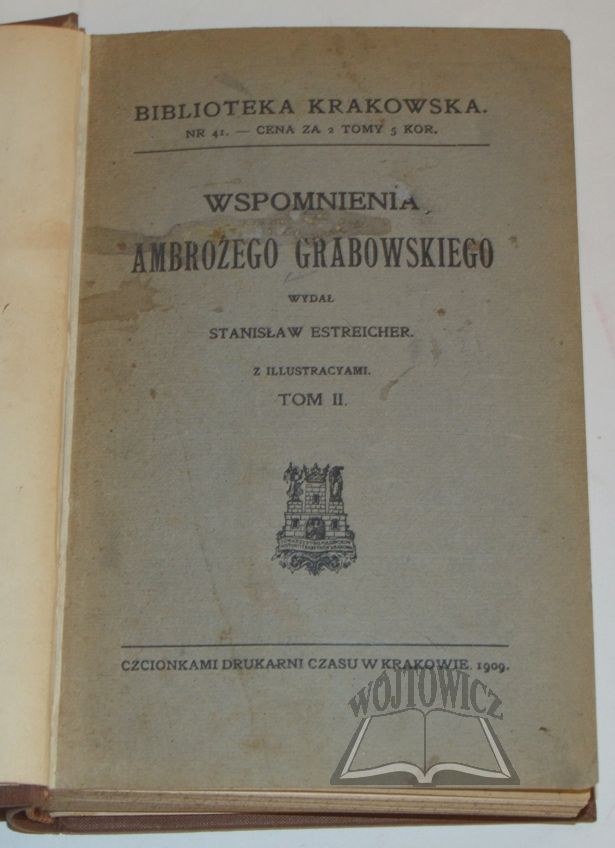 BIBLIOTEKA KRAKOWSKA.
NR 41. — CENA ZA 2 TOMY 5 KOR.
WSPOMNIENIA
AMBROŻEGO GRABOWSKIEGO
WYDAŁ
STANISŁAW ESTREICHER.
Z ILLUSTRACYAMI.
TOM II.
CZCIONKAMI DRUKARNI CZASU W KRAKOWIE. 1909.
WÓJTOWICZ